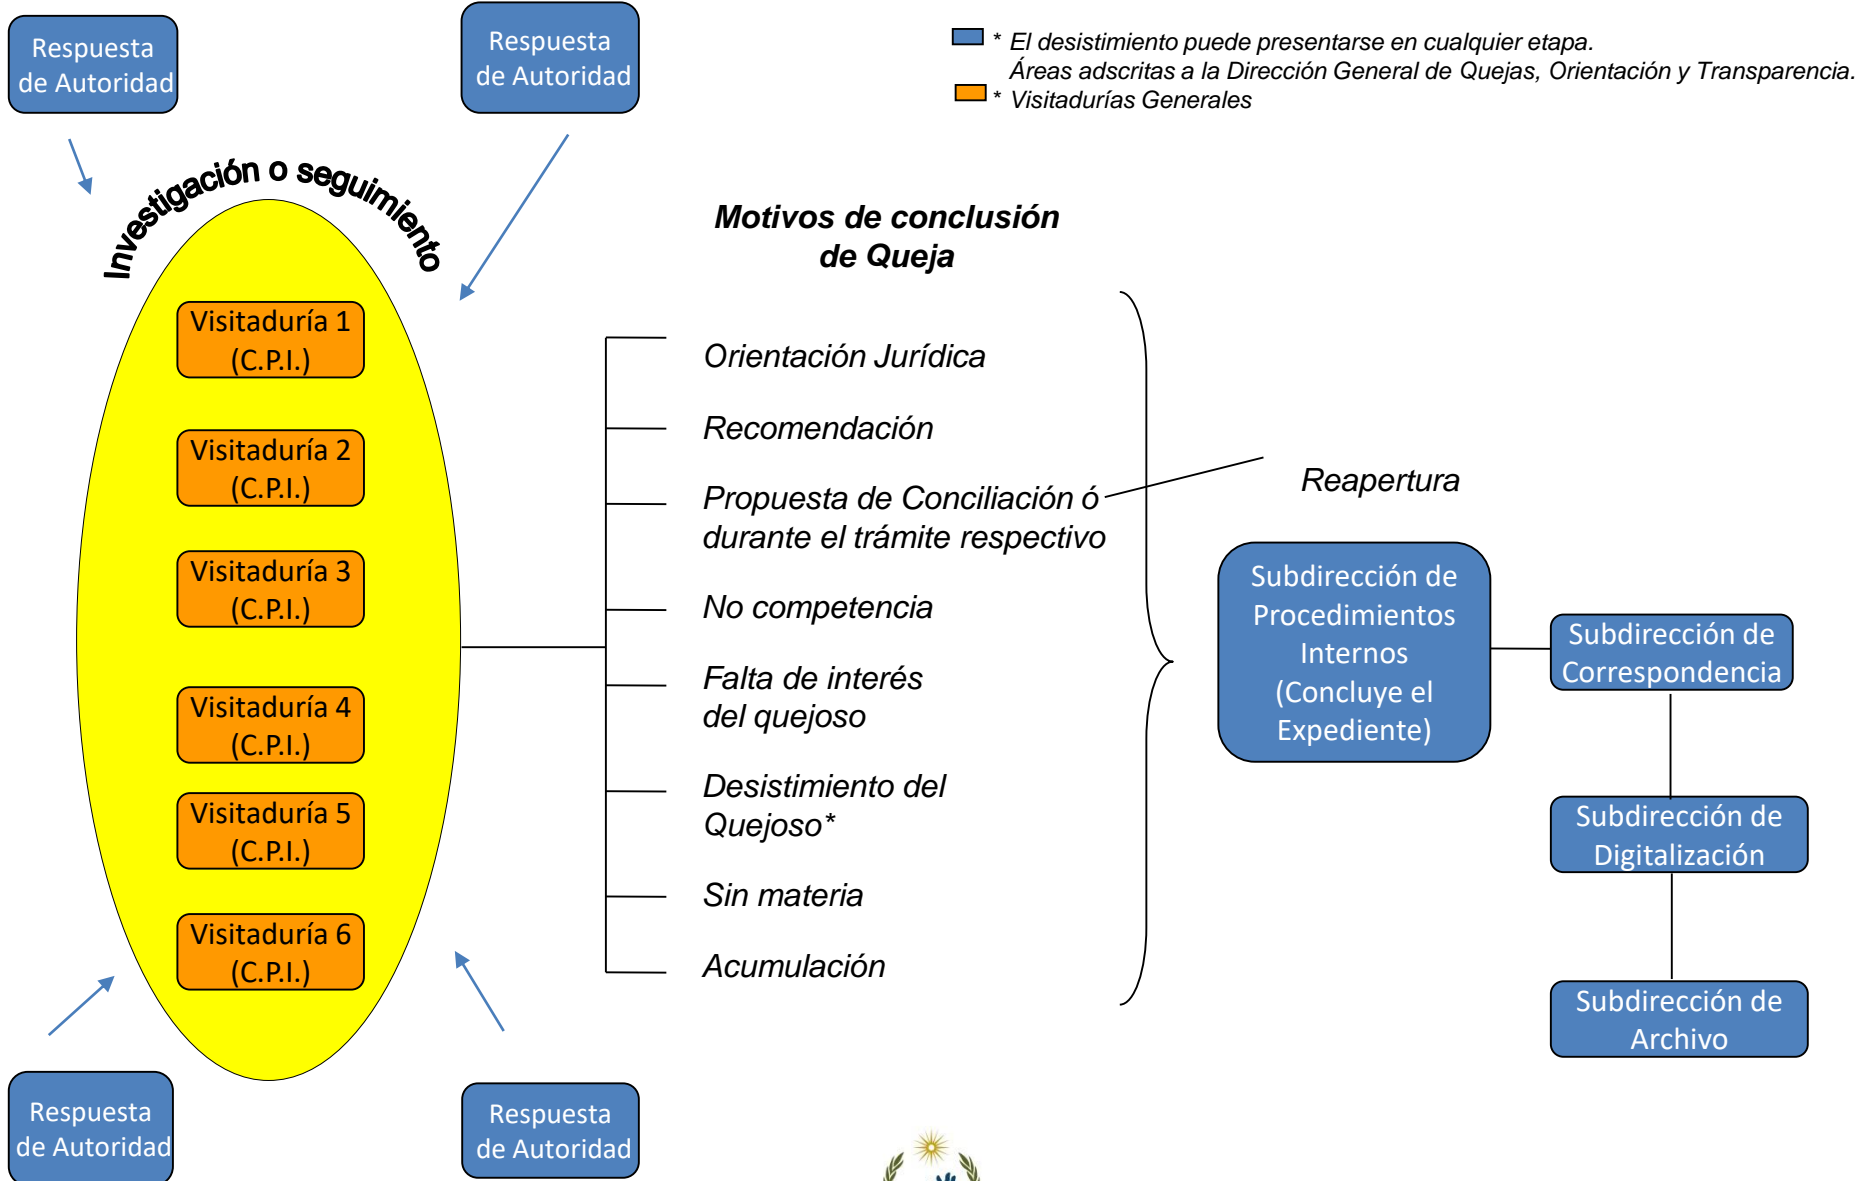 Respuesta
de Autoridad
Respuesta
de Autoridad
* El desistimiento puede presentarse en cualquier etapa.
Áreas adscritas a la Dirección General de Quejas, Orientación y Transparencia.
* Visitadurías Generales
Investigación o seguimiento
Visitaduría 1
(C.P.I.)
Visitaduría 2
(C.P.I.)
Visitaduría 3
(C.P.I.)
Visitaduría 4
(C.P.I.)
Visitaduría 5
(C.P.I.)
Visitaduría 6
(C.P.I.)
Respuesta
de Autoridad
Respuesta
de Autoridad
Motivos de conclusión
de Queja
Orientación Jurídica
Recomendación
Propuesta de Conciliación ó
durante el trámite respectivo
No competencia
Falta de interés
del quejoso
Desistimiento del
Quejoso*
Sin materia
Acumulación
Reapertura
Subdirección de
Procedimientos
Internos
(Concluye el
Expediente)
Subdirección de
Correspondencia
Subdirección de
Digitalización
Subdirección de
Archivo